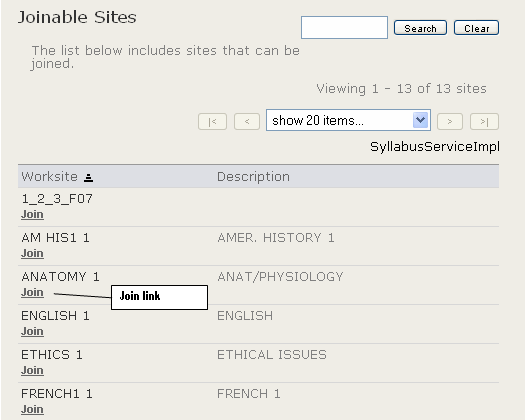 Joinable Sites
Search Clear
The list below includes sites that can be
joined.
Viewing 1 - 13 of 13 sites
|< < show 20 items... > >|
SyllabusServiceImpl
Worksite Description
1_2_3_F07
Join
AM HIS1 1 AMER. HISTORY 1
Join
ANATOMY 1 ANAT/PHYSIOLOGY
Join Join link
ENGLISH 1 ENGLISH
Join
ETHICS 1 ETHICAL ISSUES
Join
FRENCH1 1 FRENCH 1
Join